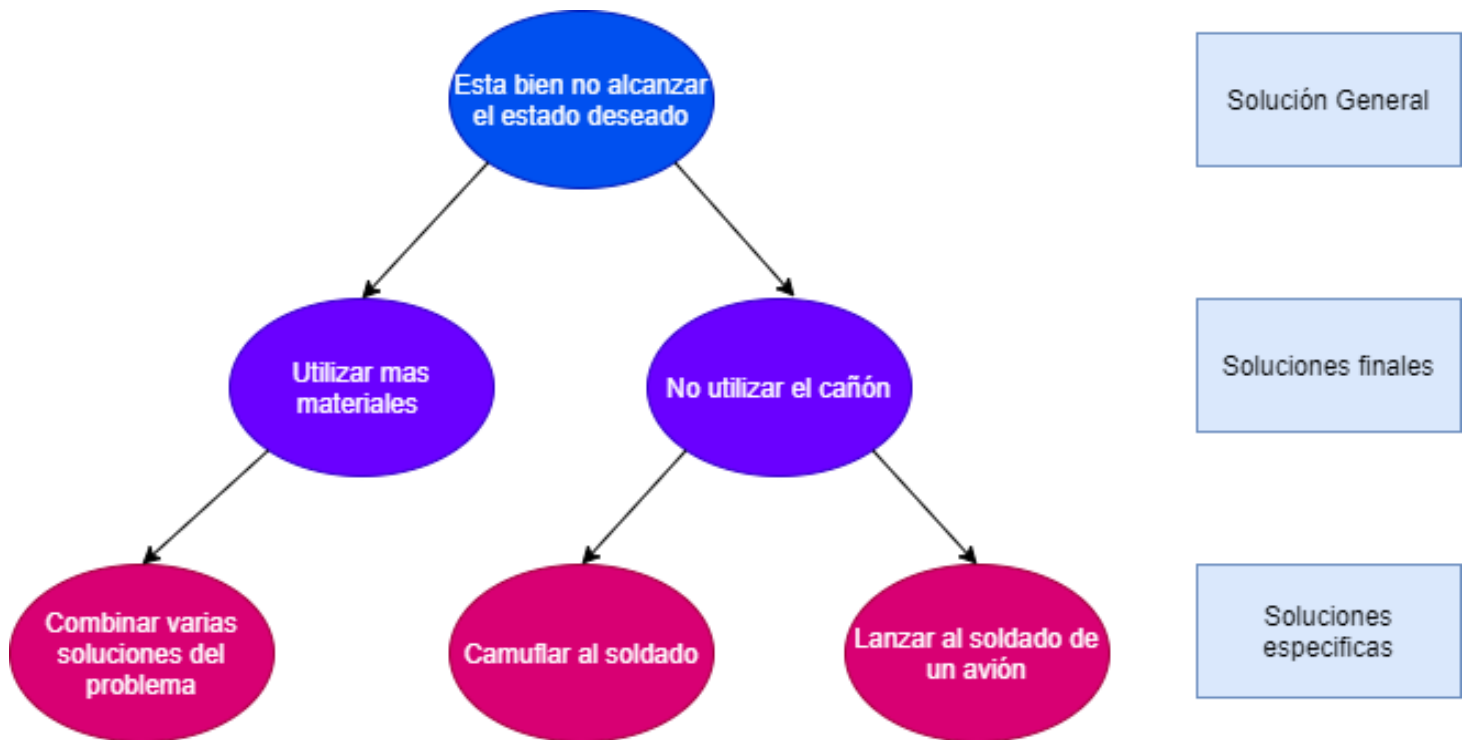 Esta bien no alcanzar
el estado deseado
Solución General
Utilizar mas
materiales
No utilizar el cañón
Soluciones finales
Combinar varias
soluciones del
problema
Camuflar al soldado
Lanzar al soldado de
un avión
Soluciones
especificas